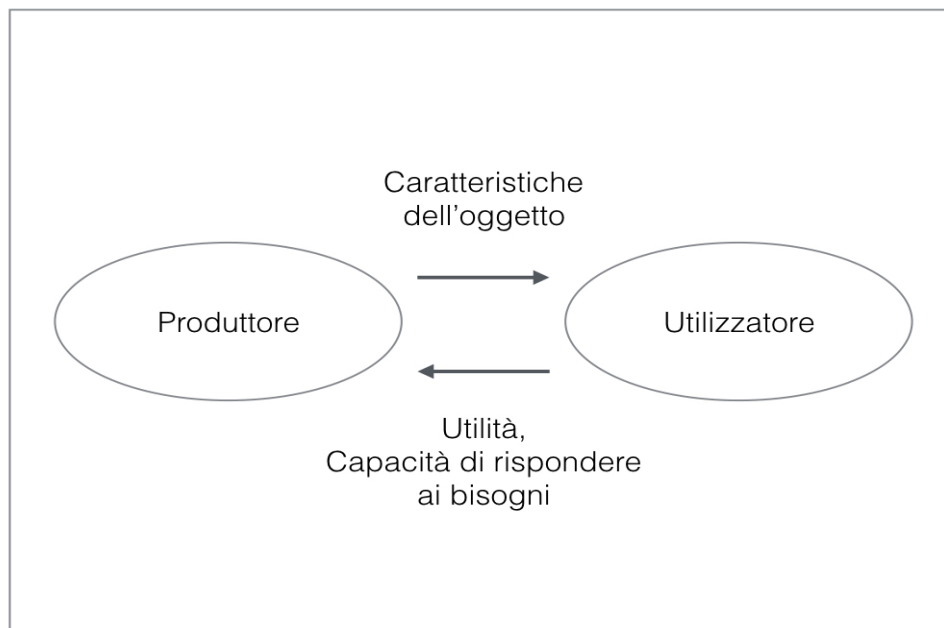 Caratteristiche
dell'oggetto
Produttore
Utilizzatore
Utilità,
Capacità di rispondere
ai bisogni